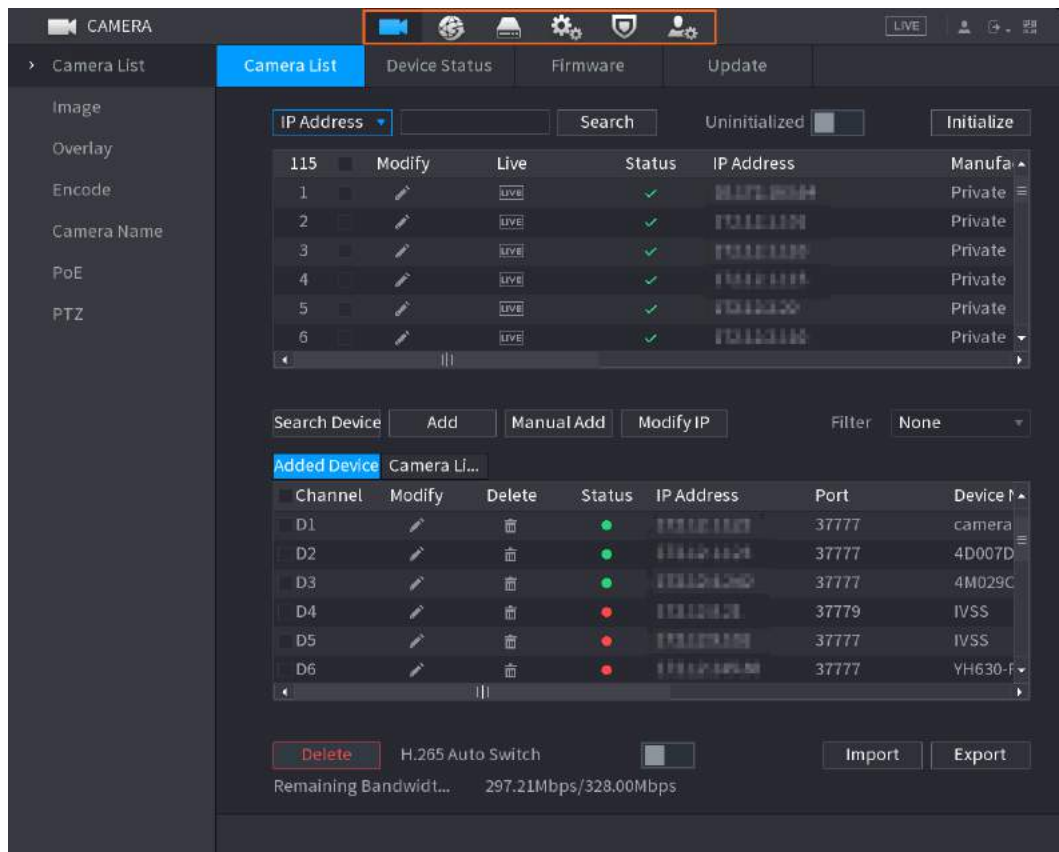 CAMERA LIVE
Camera List
Image
Overlay
Encode
Camera Name
PoE
PTZ
Camera List Device Status Firmware Update
IP Address Search Uninitialized Initialize
115 Modify Live Status IP Address Manufa
1 LIVE Private
2 LIVE Private
3 LIVE Private
4 LIVE Private
5 LIVE Private
6 LIVE Private
Search Device Add Manual Add Modify IP Filter None
Added Device Camera Li...
Channel Modify Delete Status IP Address Port Device
D1 37777 camera
D2 37777 4D007D
D3 37777 4M029C
D4 37779 IVSS
D5 37777 IVSS
D6 37777 YH630-
Delete H.265 Auto Switch Import Export
Remaining Bandwidt... 297.21Mbps/328.00Mbps